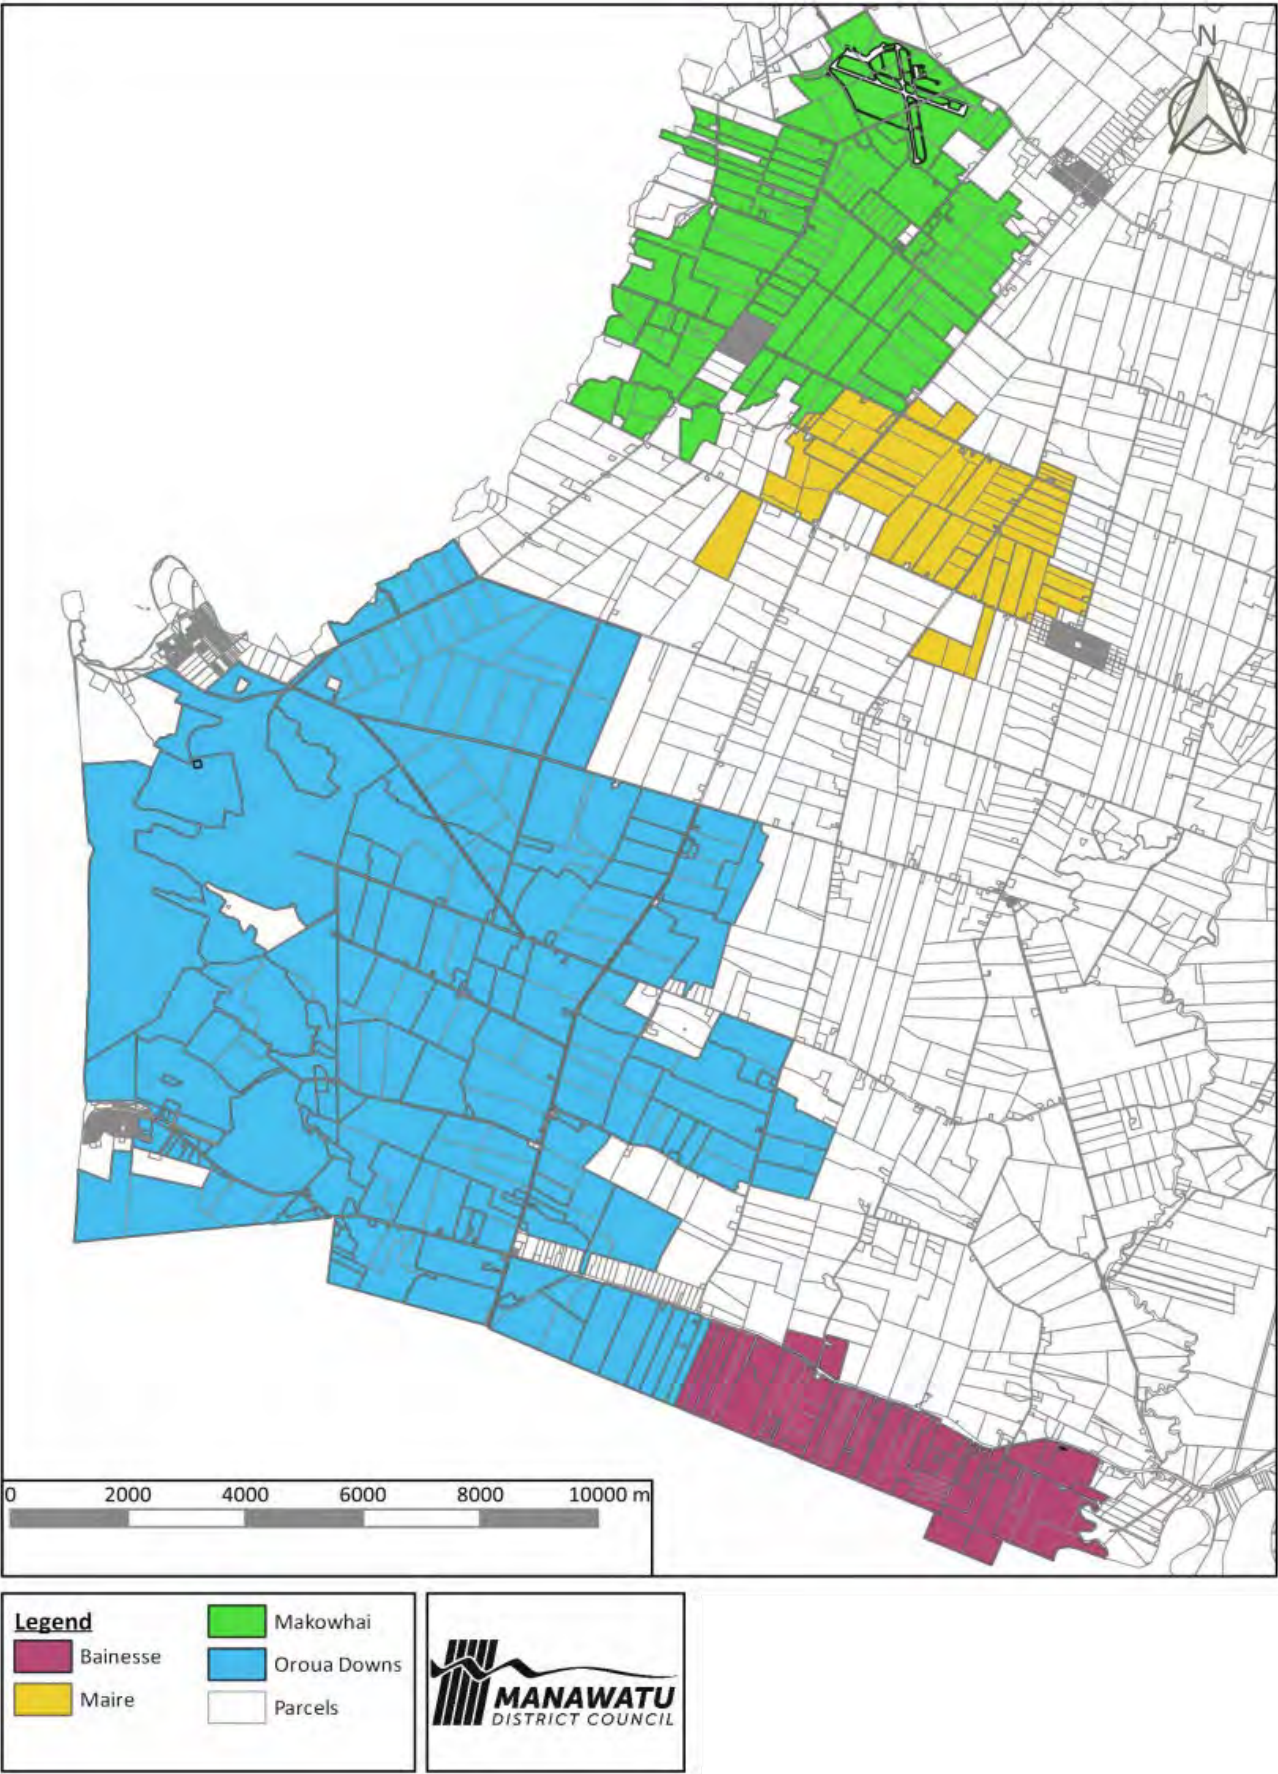 N
0 2000 4000 6000 8000 10000 m
Legend
Bainesse
Maire
Makowhai
Oroua Downs
Parcels
MANAWATU
DISTRICT COUNCIL